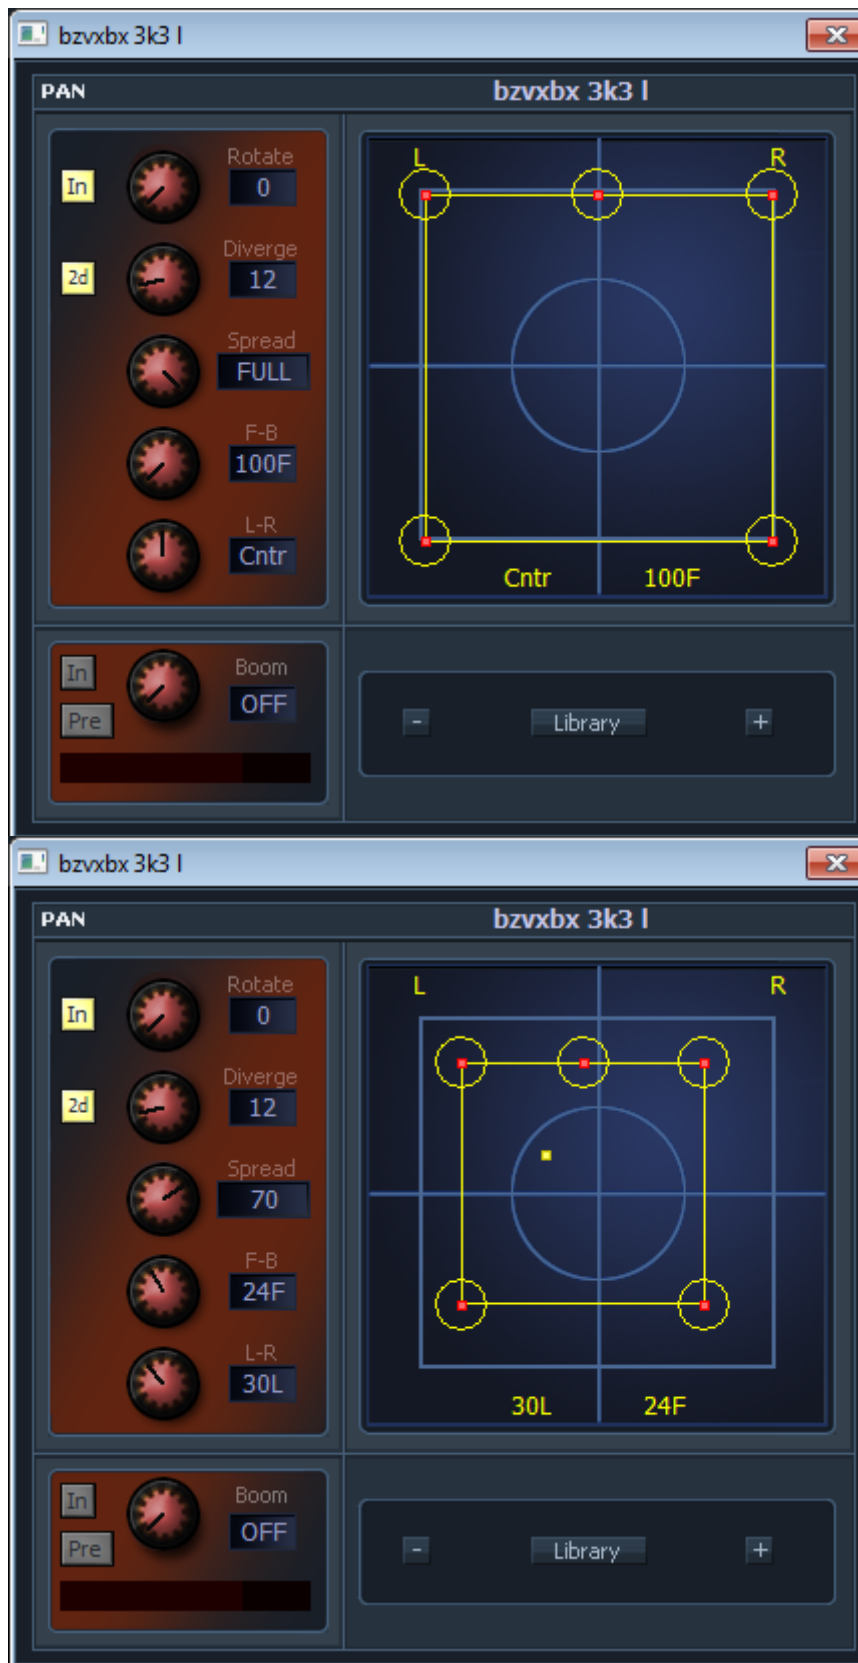 bzvxbx 3k3 l
PAN
bzvxbx 3k3 l
In
Rotate
0
2d
Diverge
12
Spread
FULL
F-B
100F
L-R
Cntr
L
R
Cntr
100F
In
Pre
Boom
OFF
-
Library
+
bzvxbx 3k3 l
PAN
bzvxbx 3k3 l
In
Rotate
0
2d
Diverge
12
Spread
70
F-B
24F
L-R
30L
L
R
30L
24F
In
Pre
Boom
OFF
-
Library
+